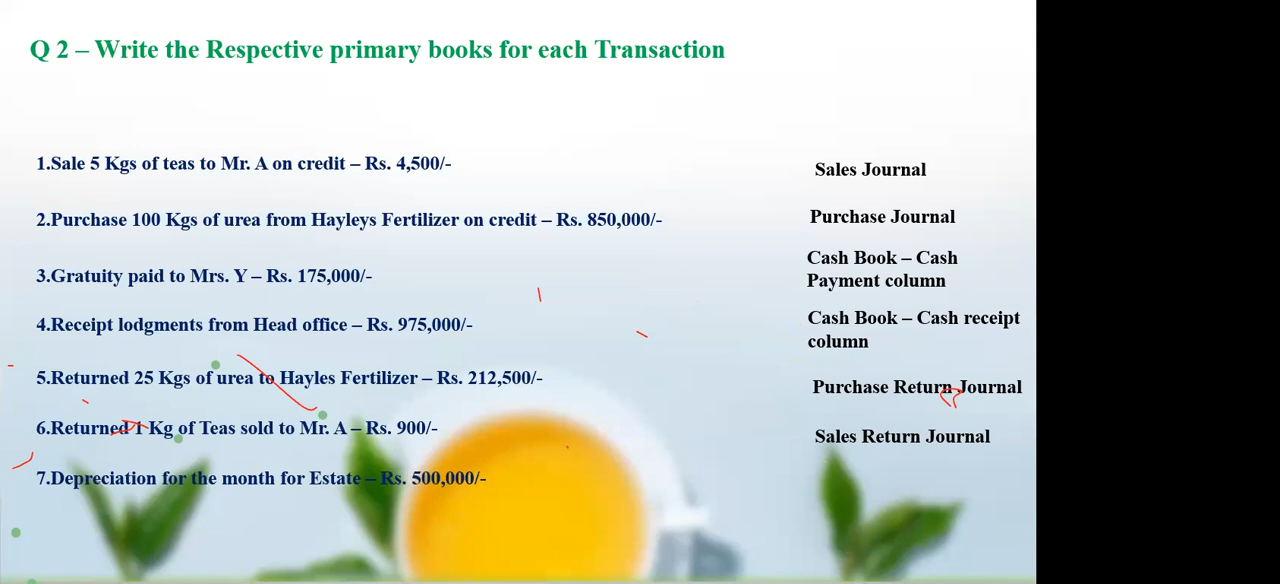 Q 2 – Write the Respective primary books for each Transaction
1.Sale 5 Kgs of teas to Mr. A on credit – Rs. 4,500/-
Sales Journal
2.Purchase 100 Kgs of urea from Hayleys Fertilizer on credit – Rs. 850,000/-
Purchase Journal
3.Gratuity paid to Mrs. Y – Rs. 175,000/-
Cash Book – Cash
Payment column
4.Receipt lodgments from Head office – Rs. 975,000/-
Cash Book – Cash receipt
column
5.Returned 25 Kgs of urea to Hayles Fertilizer – Rs. 212,500/-
Purchase Return Journal
6.Returned 1 Kg of Teas sold to Mr. A – Rs. 900/-
Sales Return Journal
7.Depreciation for the month for Estate – Rs. 500,000/-